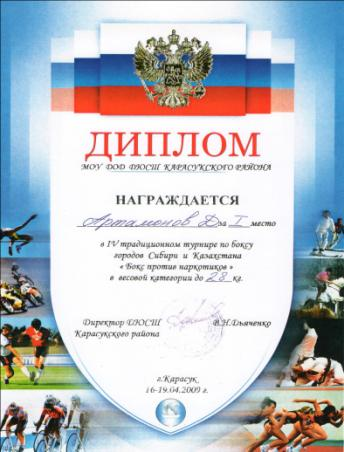 ДИПЛОМ
МОУ ДОД ДЮСШ КАРАСУКСКОГО РАЙОНА
НАГРАЖДАЕТСЯ
Артамонов Д за I место
в IV традиционном турнире по боксу
городов Сибири и Казахстана
« Бокс против наркотиков »
в весовой категории до 28 кг.
Директор ДЮСШ В.Н.Ильяченко
Карасукского района
г.Карасук
16-19.04.2009 г.